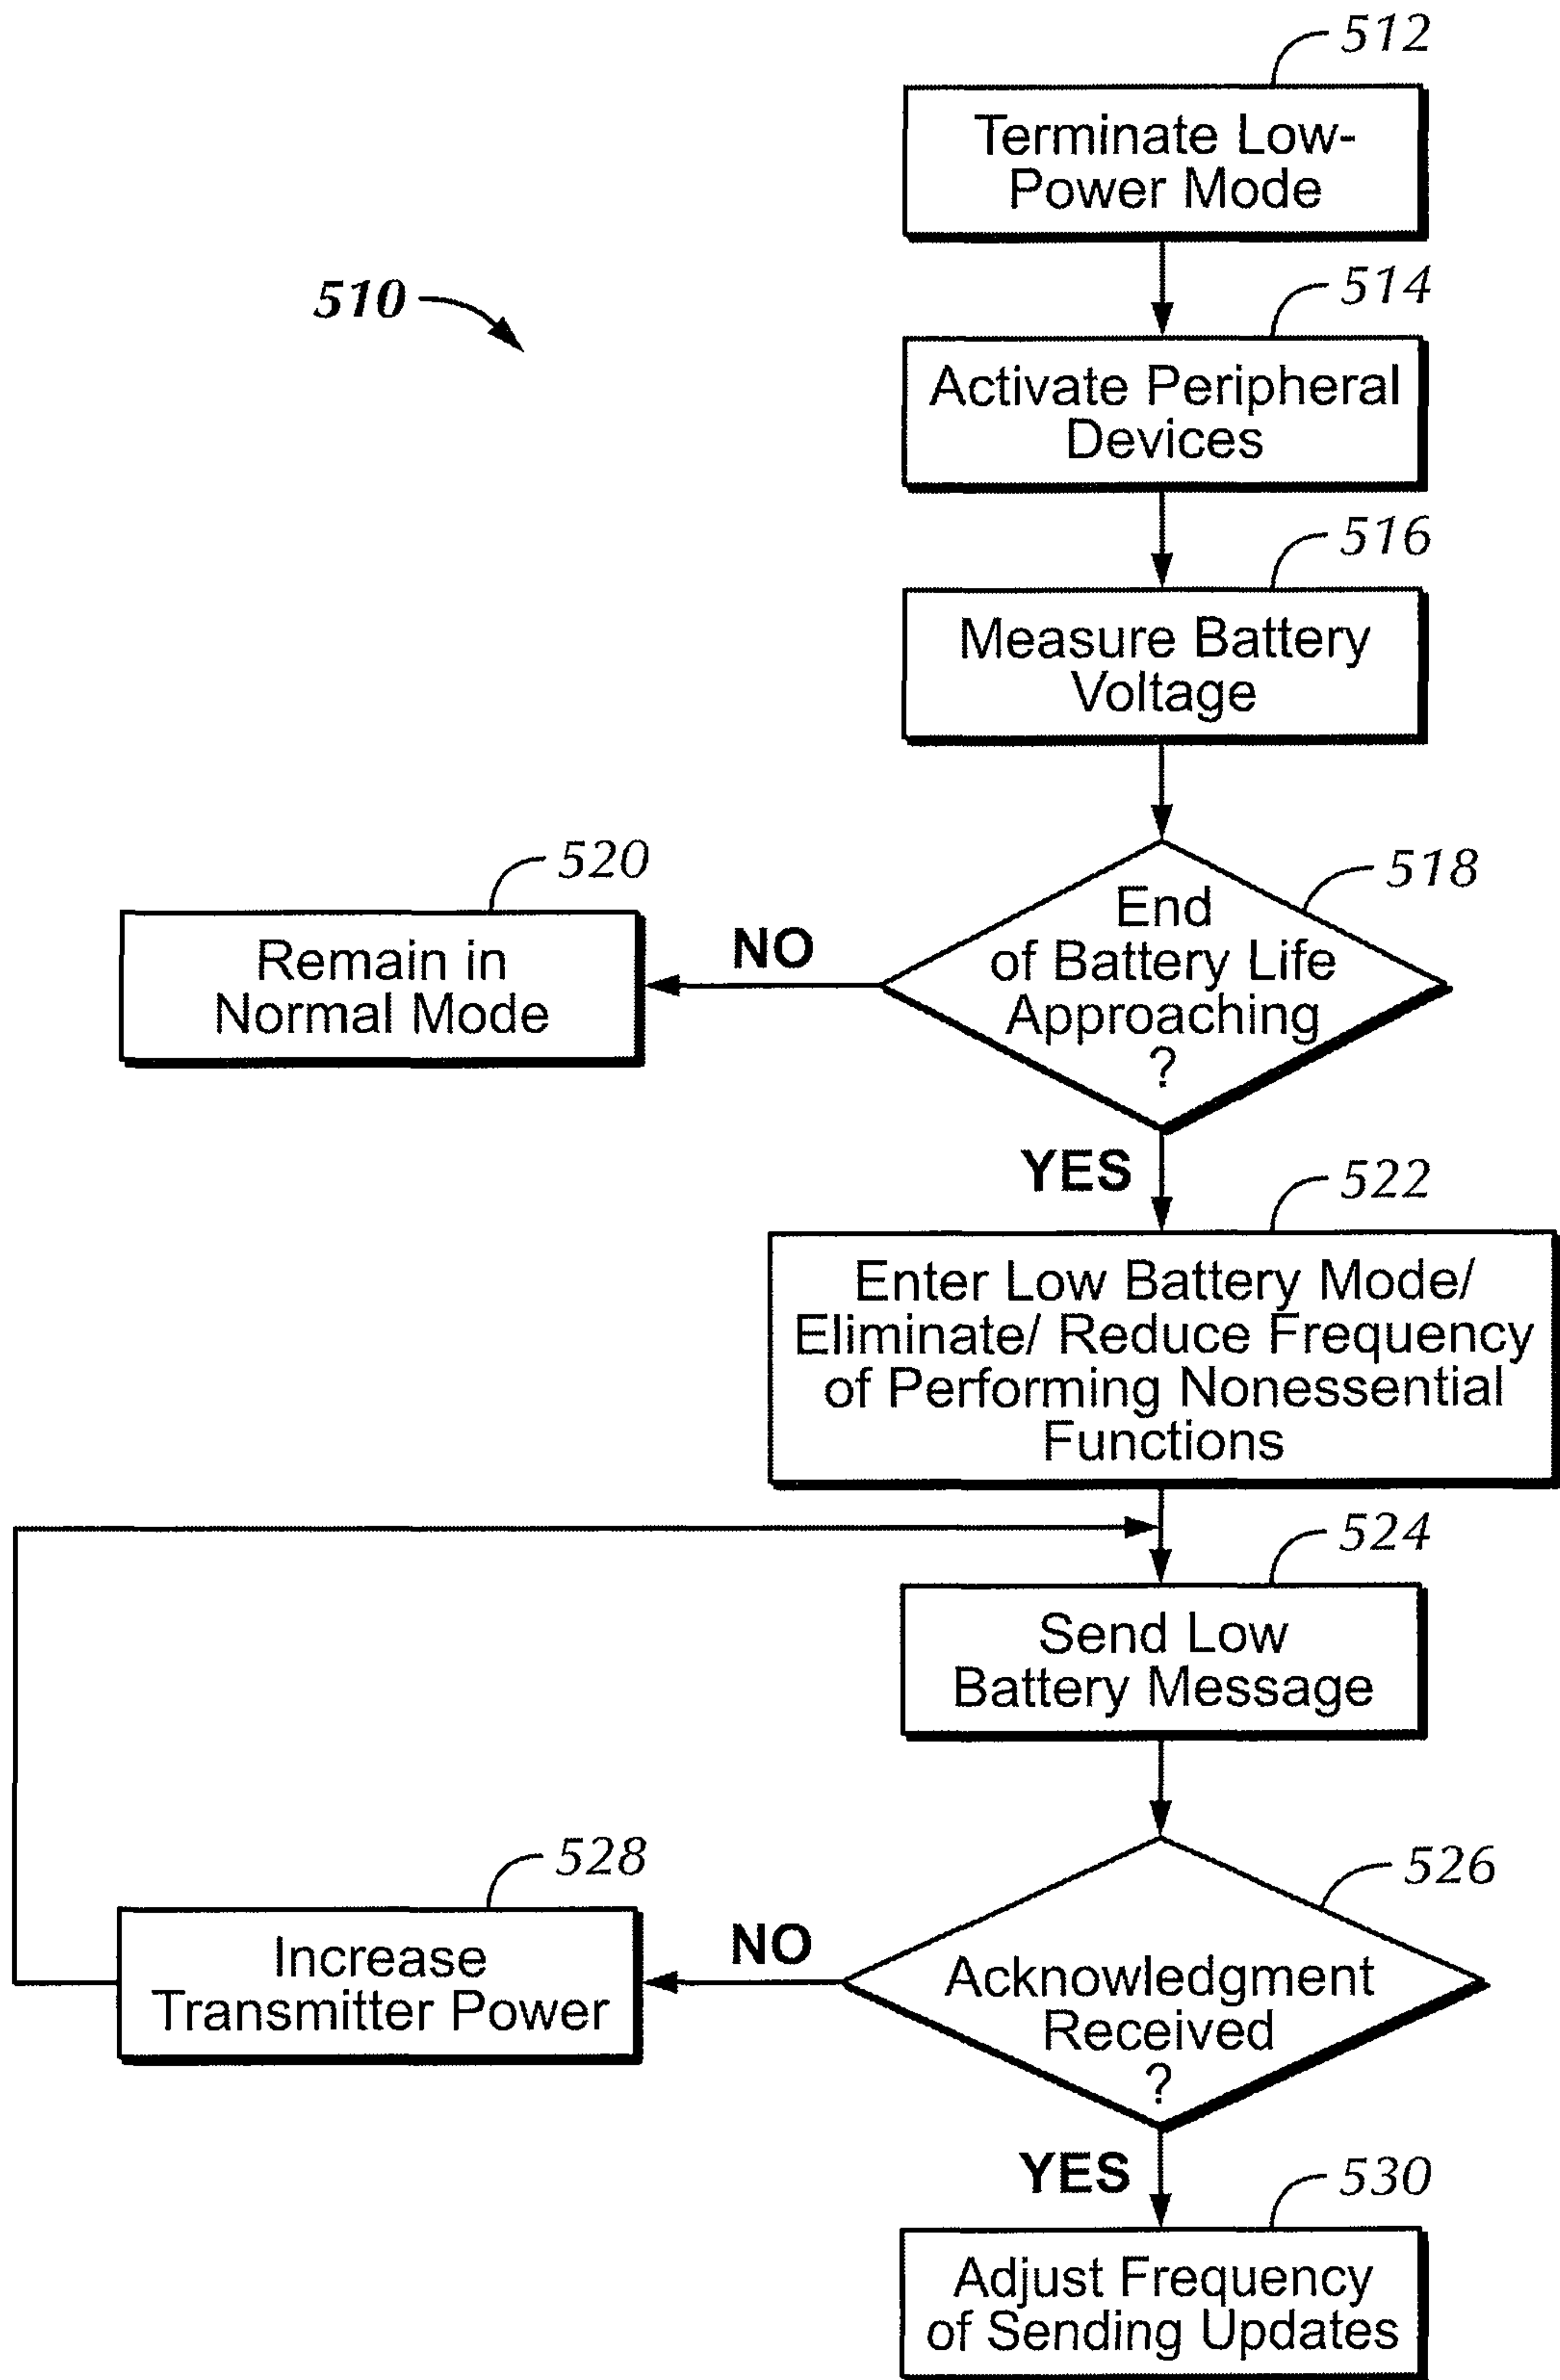 512
Terminate Low-
Power Mode
510
514
Activate Peripheral
Devices
516
Measure Battery
Voltage
520
Remain in
Normal Mode
NO
518
End
of Battery Life
Approaching
?
YES
522
Enter Low Battery Mode/
Eliminate/ Reduce Frequency
of Performing Nonessential
Functions
524
Send Low
Battery Message
528
Increase
Transmitter Power
NO
526
Acknowledgment
Received
?
YES
530
Adjust Frequency
of Sending Updates